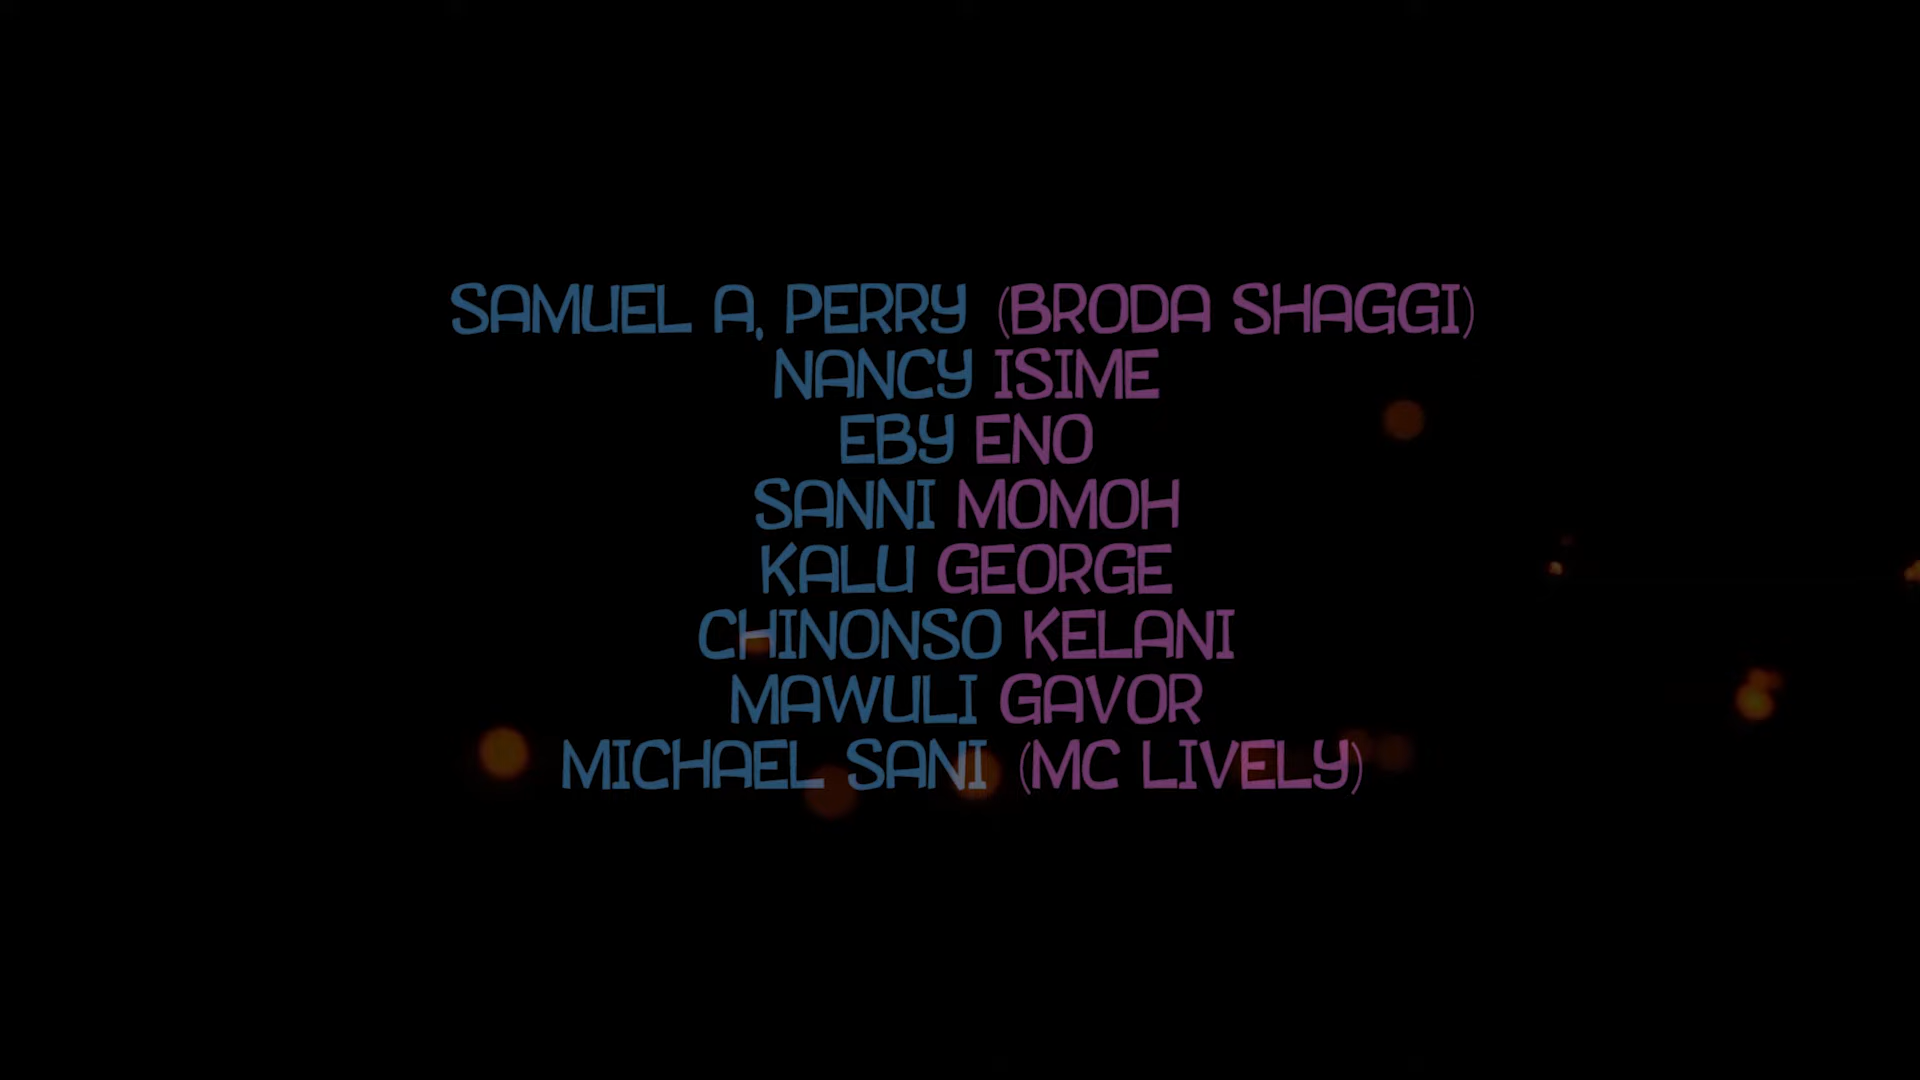 SAMUEL A, PERRY (BRODA SHAGGI)
NANCY ISIME
EBY ENO
SANNI MOMOH
KALU GEORGE
CHINONSO KELANI
MAWULI GAVOR
MICHAEL SANI (MC LIVELY)